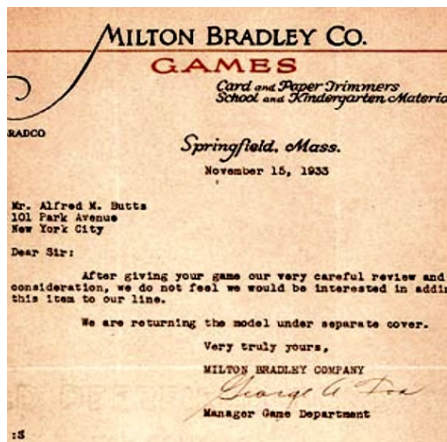 MILTON BRADLEY CO.
GAMES
Card and Paper Trimmers
School and Kindergarten Materia
RADCO
Springfield, Mass.
November 15, 1933
Mr. Alfred M. Butts
101 Park Avenue
New York City
Dear Sir:
After giving your game our very careful review and
consideration, we do not feel we would be interested in addin
this item to our line.
We are returning the model under separate cover.
Very truly yours,
MILTON BRADLEY COMPANY
George A Fox
Manager Game Department
:S